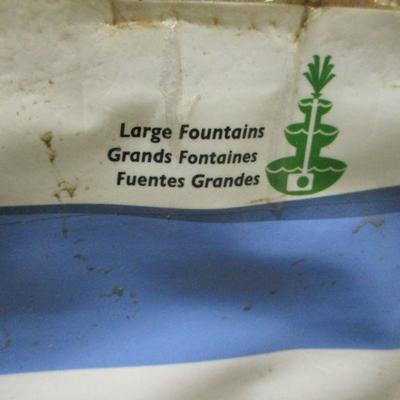 Large Fountains
Grands Fontaines
Fuentes Grandes